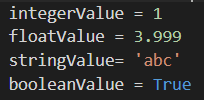 integerValue = 1
floatValue = 3.999
stringValue= 'abc'
booleanValue = True